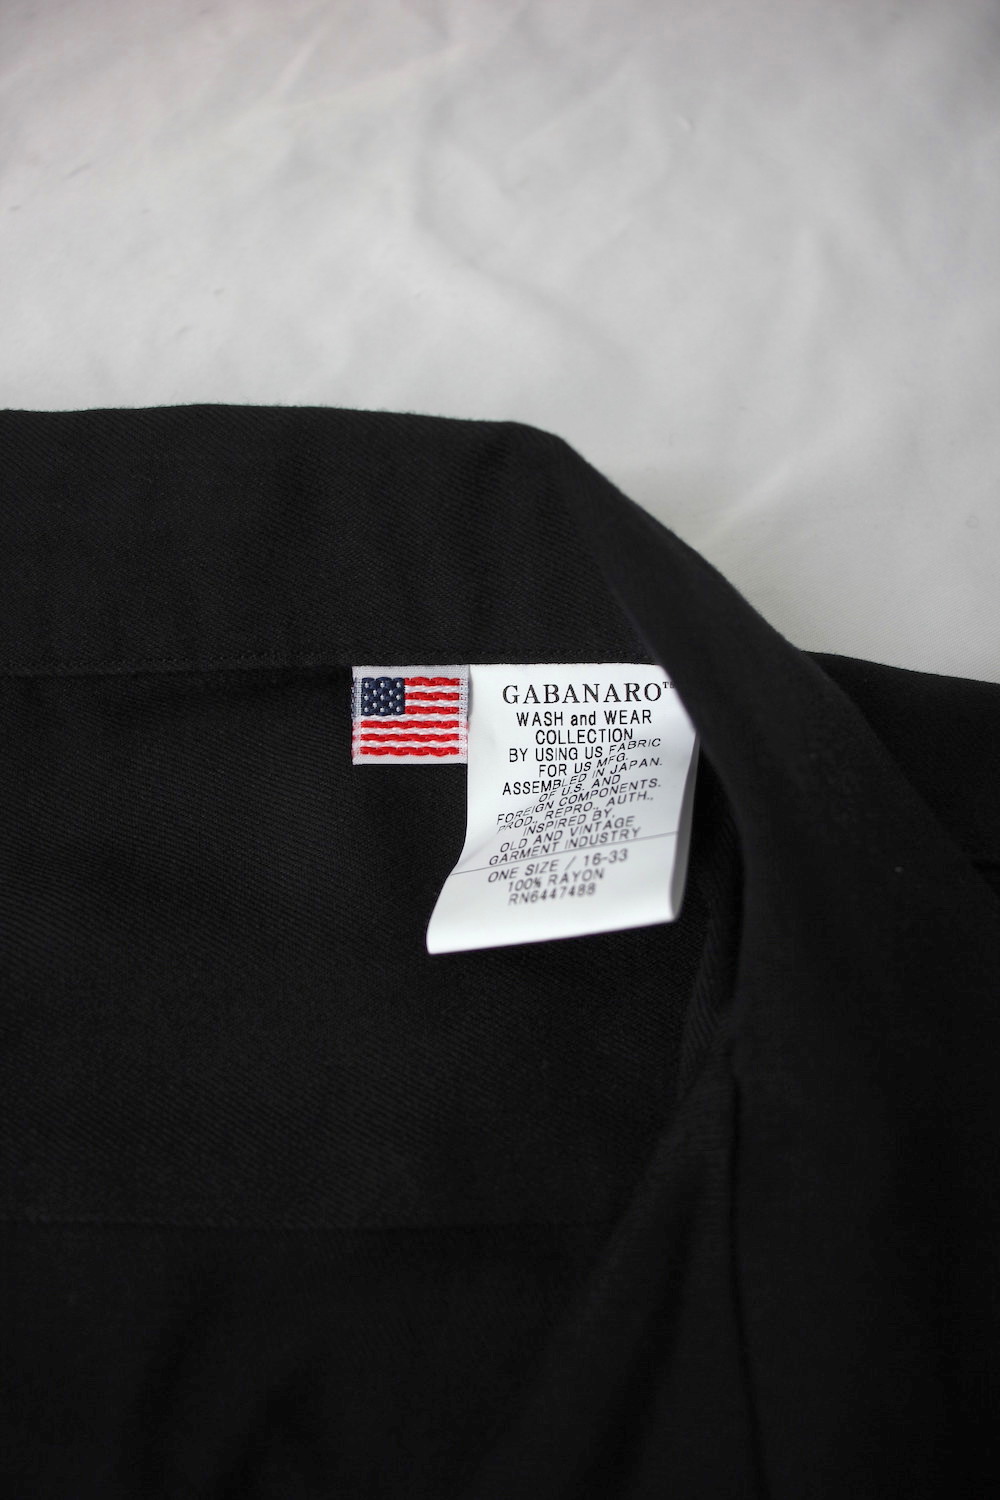 GABANARO™
WASH and WEAR
COLLECTION
BY USING US FABRIC
FOR US MFG.
ASSEMBLED IN JAPAN.
OF U.S. AND
FOREIGN COMPONENTS.
PROD., REPRO., AUTH.,
INSPIRED BY,
OLD AND VINTAGE
GARMENT INDUSTRY
ONE SIZE / 16-33
100% RAYON
RN6447488